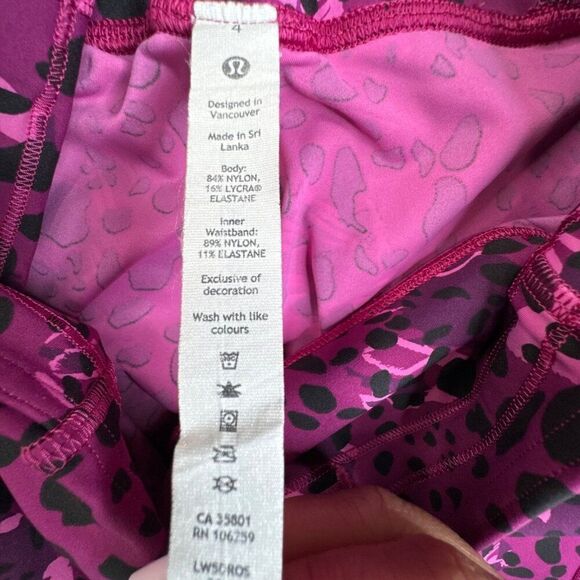 4
Designed in
Vancouver
Made in Sri
Lanka
Body:
84% NYLON,
16% LYCRA®
ELASTANE
Inner
Waistband:
89% NYLON,
11% ELASTANE
Exclusive of
decoration
Wash with like
colours
CA 35801
RN 106259
LW5DROS